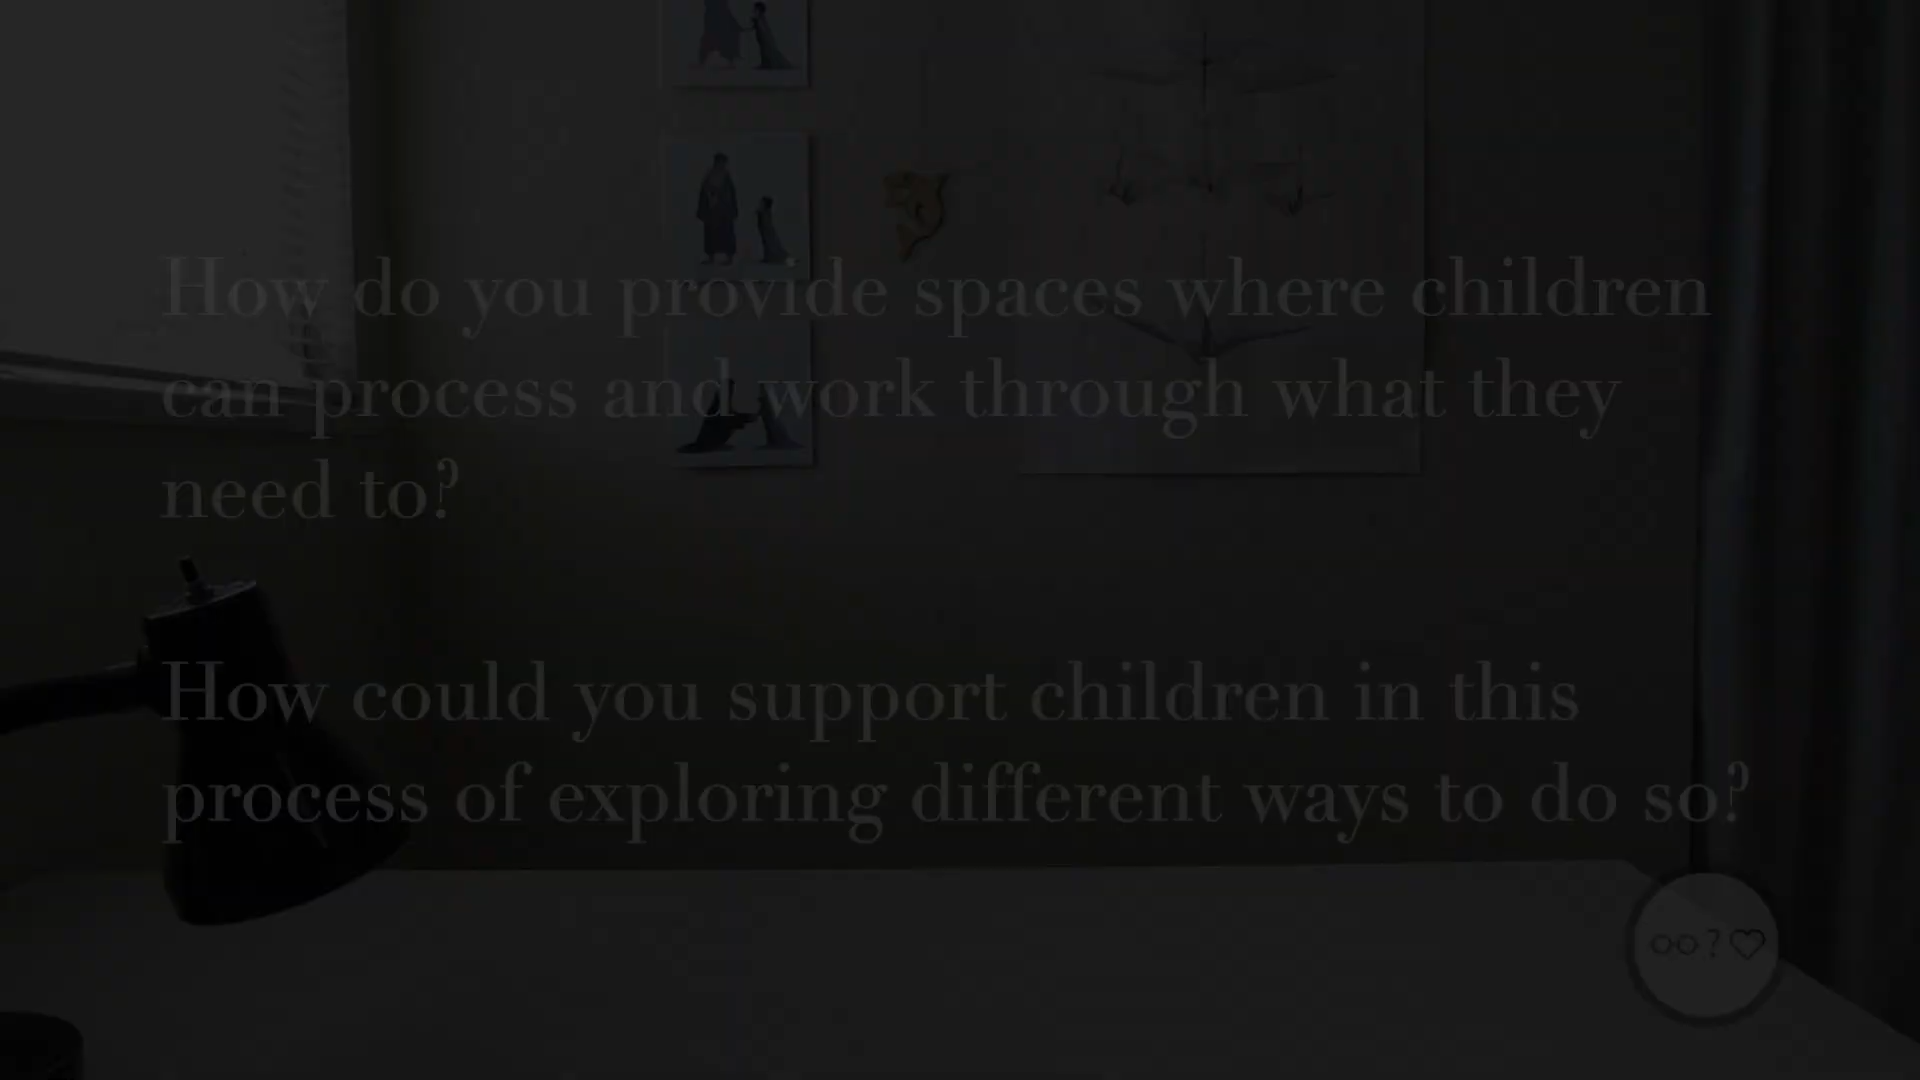 How do you provide spaces where children
can process and work through what they
need to?
How could you support children in this
process of exploring different ways to do so?
oo?♡